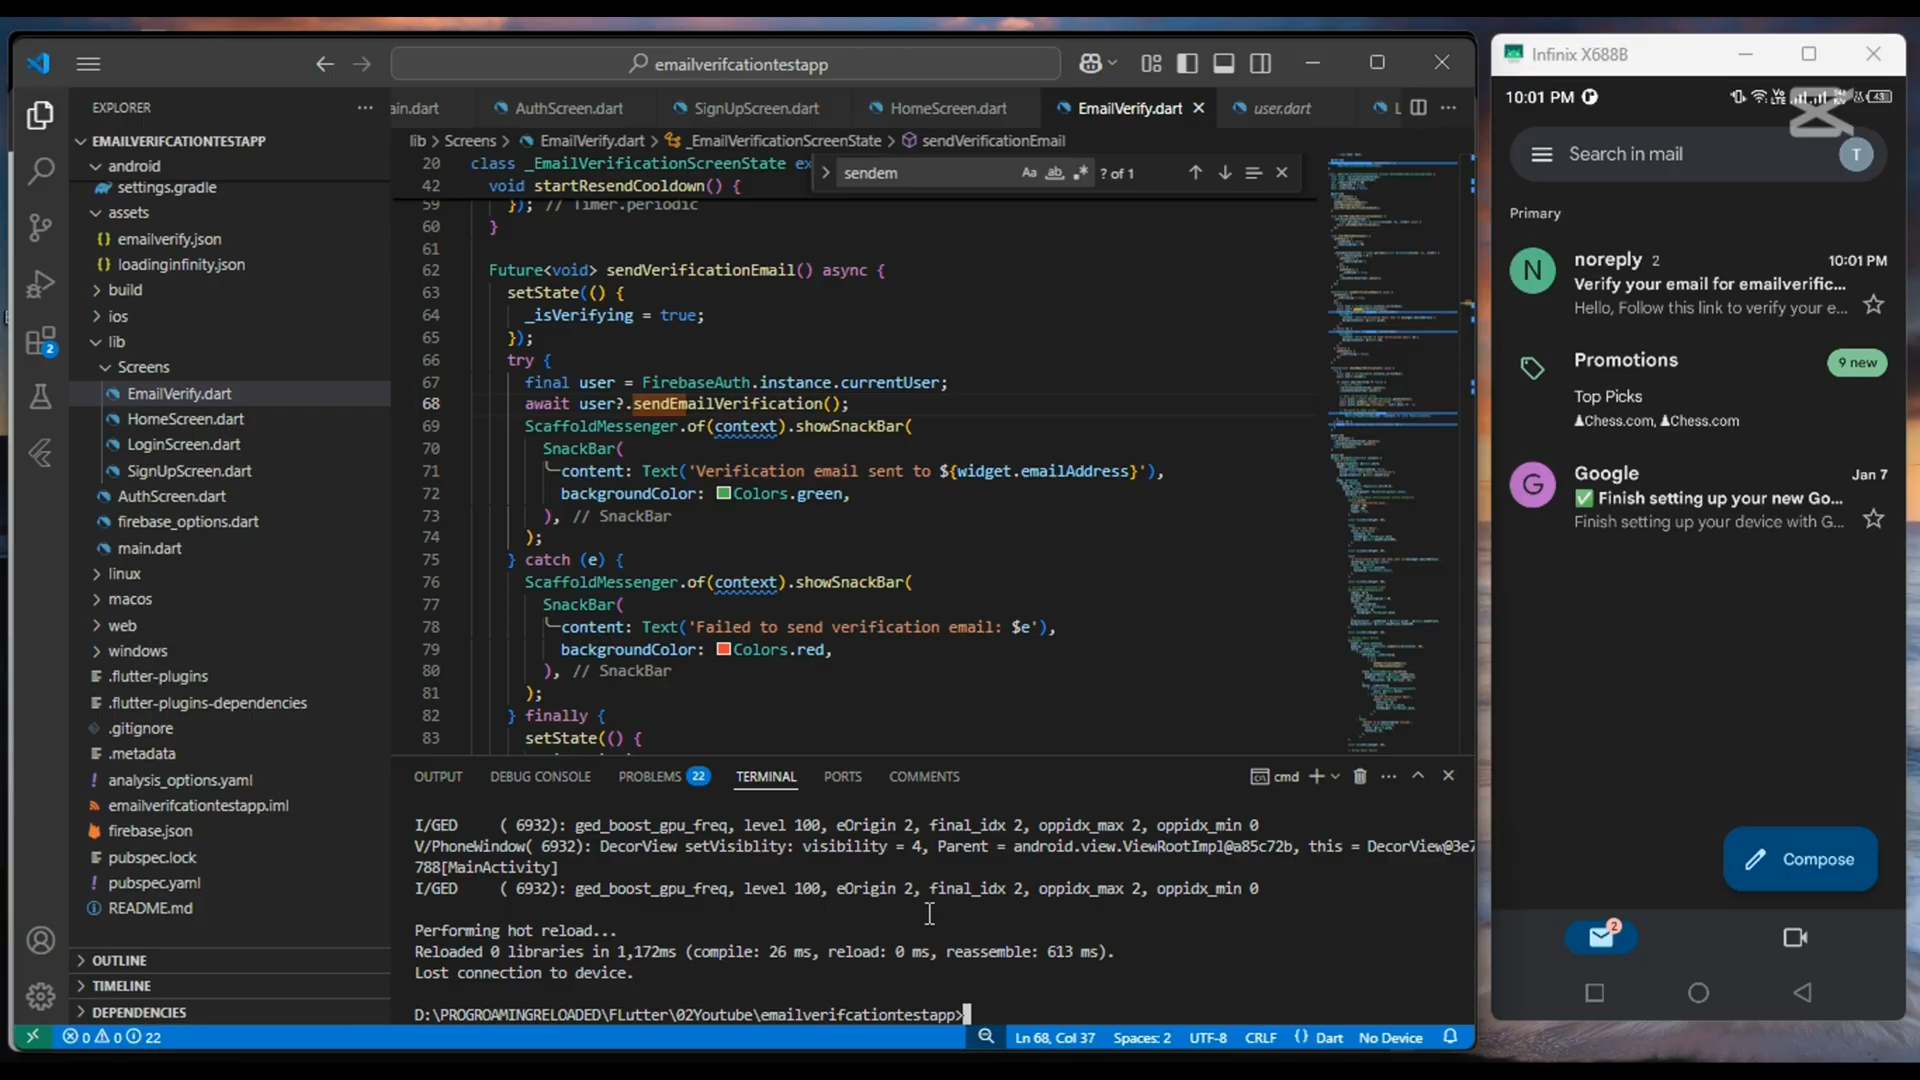 emailverifcationtestapp
EXPLORER
EMAILVERIFCATIONTESTAPP
android
settings.gradle
assets
emailverify.json
loadinginfinity.json
build
ios
2
lib
Screens
EmailVerify.dart
HomeScreen.dart
LoginScreen.dart
SignUpScreen.dart
AuthScreen.dart
firebase_options.dart
main.dart
linux
macos
web
windows
.flutter-plugins
.flutter-plugins-dependencies
.gitignore
.metadata
analysis_options.yaml
emailverifcationtestapp.iml
firebase.json
pubspec.lock
pubspec.yaml
README.md
OUTLINE
TIMELINE
DEPENDENCIES
ain.dart AuthScreen.dart SignUpScreen.dart HomeScreen.dart EmailVerify.dart user.dart L
lib > Screens > EmailVerify.dart > _EmailVerificationScreenState > sendVerificationEmail
sendem Aa ab ? of 1
20 class _EmailVerificationScreenState ex
42 void startResendCooldown() {
59 }); // Timer.periodic
60 }
61
62 Future<void> sendVerificationEmail() async {
63 setState(() {
64 _isVerifying = true;
65 });
66 try {
67 final user = FirebaseAuth.instance.currentUser;
68 await user?.sendEmailVerification();
69 ScaffoldMessenger.of(context).showSnackBar(
70 SnackBar(
71 content: Text('Verification email sent to ${widget.emailAddress}'),
72 backgroundColor: Colors.green,
73 ), // SnackBar
74 );
75 } catch (e) {
76 ScaffoldMessenger.of(context).showSnackBar(
77 SnackBar(
78 content: Text('Failed to send verification email: $e'),
79 backgroundColor: Colors.red,
80 ), // SnackBar
81 );
82 } finally {
83 setState(() {
OUTPUT DEBUG CONSOLE PROBLEMS 22 TERMINAL PORTS COMMENTS
cmd
I/GED ( 6932): ged_boost_gpu_freq, level 100, eOrigin 2, final_idx 2, oppidx_max 2, oppidx_min 0
V/PhoneWindow( 6932): DecorView setVisiblity: visibility = 4, Parent = android.view.ViewRootImpl@a85c72b, this = DecorView@3e7
788[MainActivity]
I/GED ( 6932): ged_boost_gpu_freq, level 100, eOrigin 2, final_idx 2, oppidx_max 2, oppidx_min 0
Performing hot reload...
Reloaded 0 libraries in 1,172ms (compile: 26 ms, reload: 0 ms, reassemble: 613 ms).
Lost connection to device.
D:\PROGROAMINGRELOADED\FLutter\02Youtube\emailverifcationtestapp>
0 0 22
Ln 68, Col 37 Spaces: 2 UTF-8 CRLF {} Dart No Device
Infinix X688B
10:01 PM
Search in mail
T
Primary
N
noreply 2 10:01 PM
Verify your email for emailverific...
Hello, Follow this link to verify your e...
Promotions 9 new
Top Picks
Chess.com, Chess.com
G
Google Jan 7
✅ Finish setting up your new Go...
Finish setting up your device with G...
Compose
2